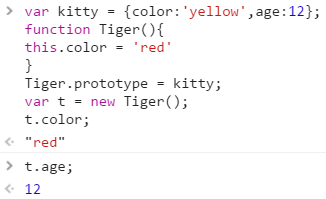 > var kitty = {color:'yellow',age:12};
function Tiger(){
this.color = 'red'
}
Tiger.prototype = kitty;
var t = new Tiger();
t.color;
"red"
> t.age;
12